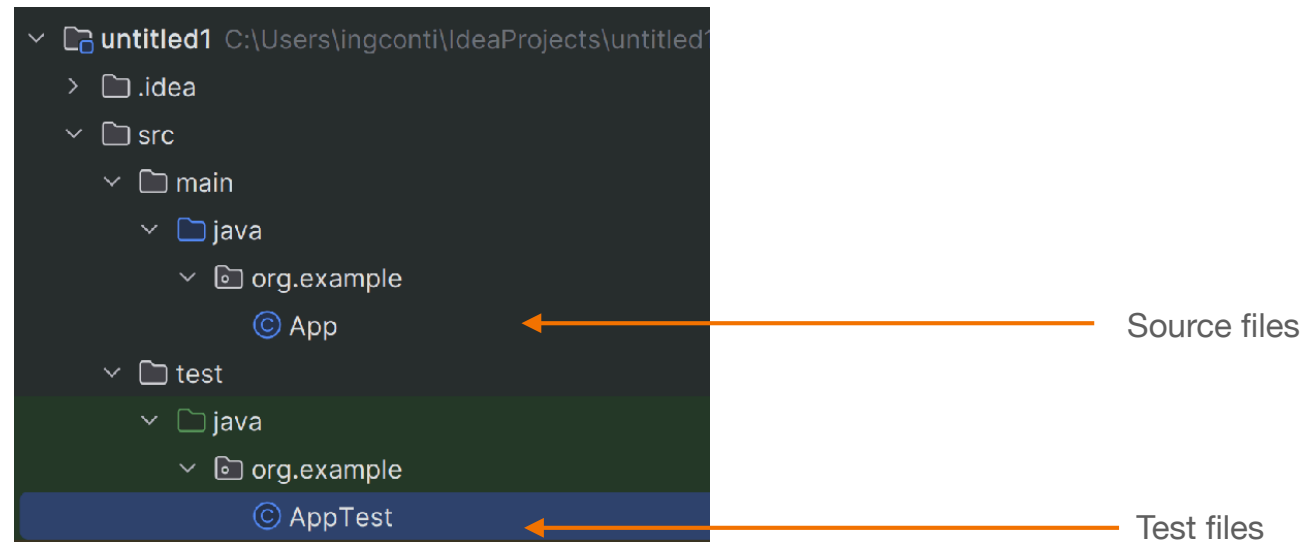 untitled1 C:\Users\ingconti\IdeaProjects\untitled1
.idea
src
main
java
org.example
App
Source files
test
java
org.example
AppTest
Test files